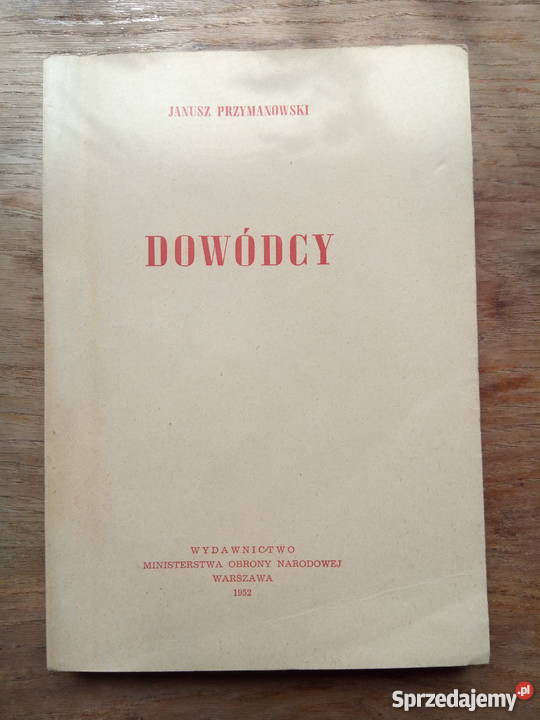 JANUSZ PRZYMANOWSKI
DOWÓDCY
WYDAWNICTWO
MINISTERSTWA OBRONY NARODOWEJ
WARSZAWA
1952
Sprzedajemy.pl